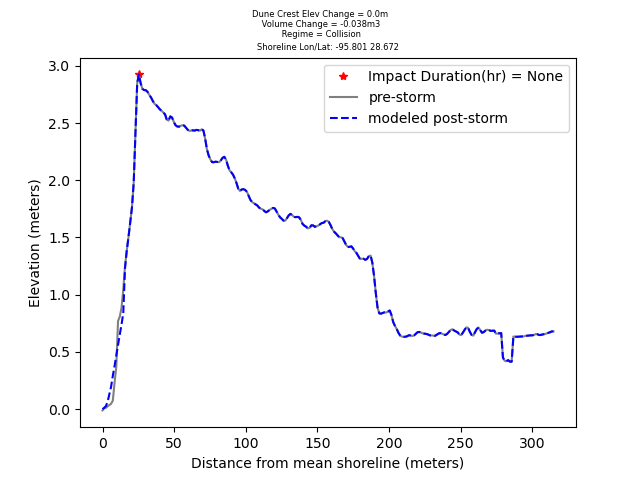 Dune Crest Elev Change = 0.0m
Volume Change = -0.038m3
Regime = Collision
Shoreline Lon/Lat: -95.801 28.672
Impact Duration(hr) = None
pre-storm
modeled post-storm
3.0
2.5
2.0
1.5
1.0
0.5
0.0
Elevation (meters)
0 50 100 150 200 250 300
Distance from mean shoreline (meters)